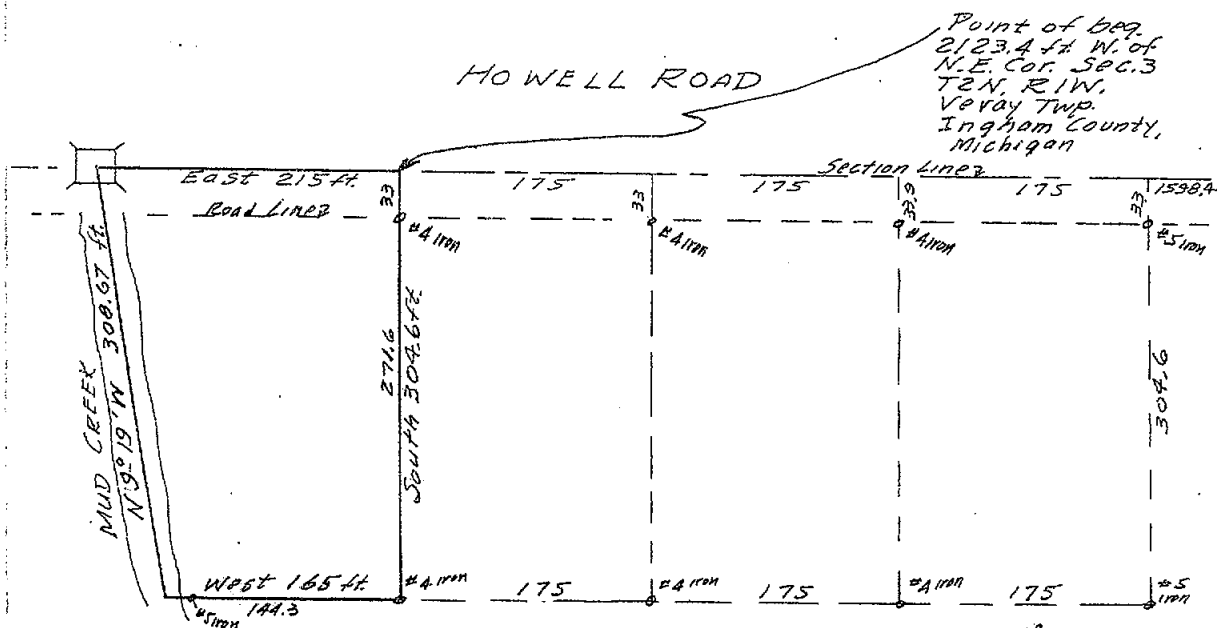 Point of beg.
2123.4 ft W. of
N.E. Cor. Sec. 3
T2N, R1W.
Vevay Twp.
Ingham County,
Michigan
HOWELL ROAD
Section Line
East 215 ft.
175
175
175
1598.4
33
33
33
33
Road Line
#4 iron
#4 iron
#4 iron
#5 iron
MUD CREEK
N 9° 19' W 308.67 ft.
271.6
South 304.6 ft.
304.6
West 165 ft.
144.3
#5 iron
#4 iron
175
#4 iron
175
#4 iron
175
#5
iron